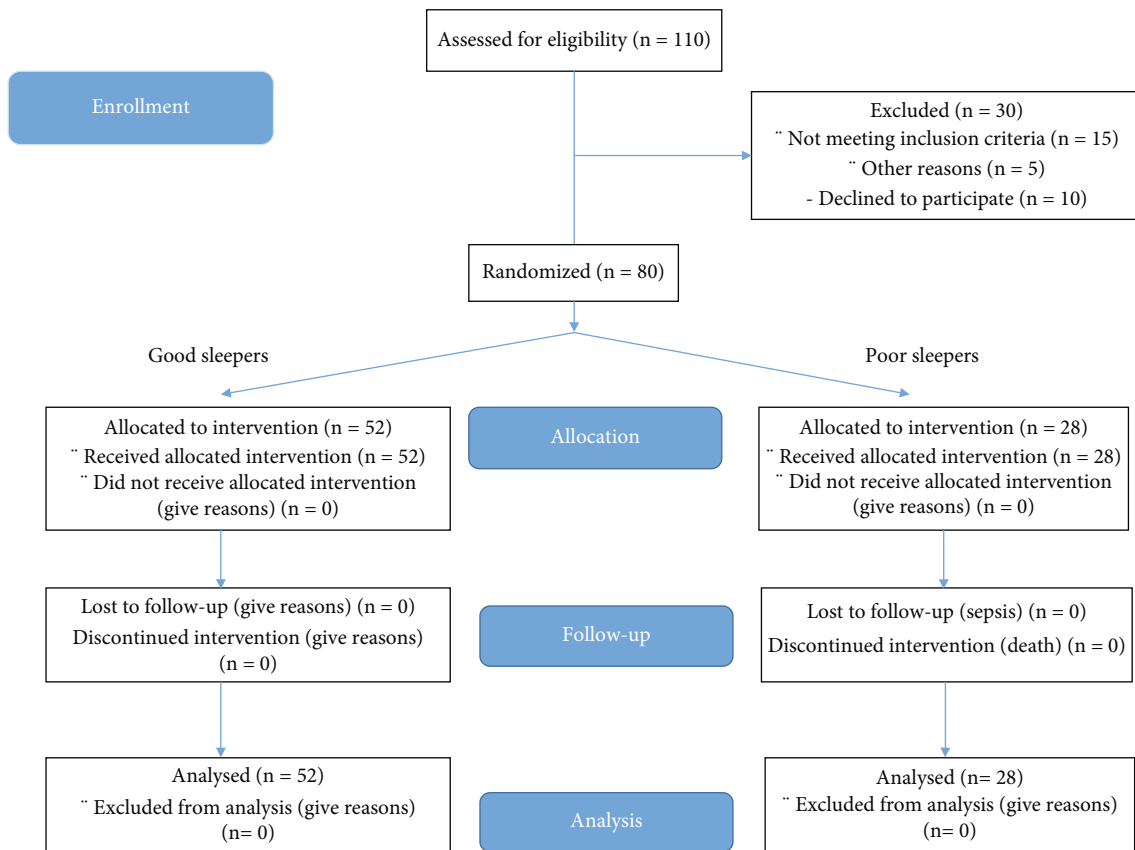 Assessed for eligibility (n = 110)
Enrollment
Excluded (n = 30)
¨ Not meeting inclusion criteria (n = 15)
¨ Other reasons (n = 5)
- Declined to participate (n = 10)
Randomized (n = 80)
Good sleepers
Poor sleepers
Allocated to intervention (n = 52)
¨ Received allocated intervention (n = 52)
¨ Did not receive allocated intervention
(give reasons) (n = 0)
Allocation
Allocated to intervention (n = 28)
¨ Received allocated intervention (n = 28)
¨ Did not receive allocated intervention
(give reasons) (n = 0)
Lost to follow-up (give reasons) (n = 0)
Discontinued intervention (give reasons)
(n = 0)
Follow-up
Lost to follow-up (sepsis) (n = 0)
Discontinued intervention (death) (n = 0)
Analysed (n = 52)
¨ Excluded from analysis (give reasons)
(n= 0)
Analysis
Analysed (n= 28)
¨ Excluded from analysis (give reasons)
(n= 0)